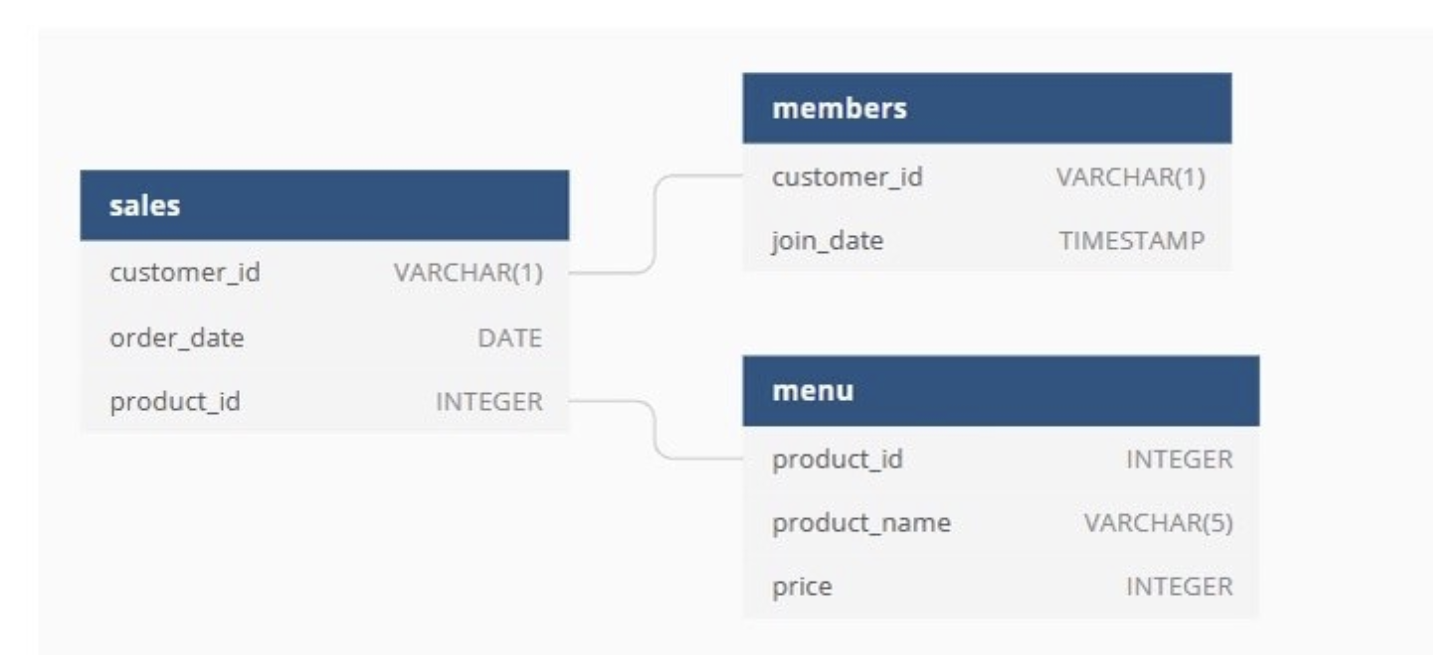 sales
customer_id VARCHAR(1)
order_date DATE
product_id INTEGER
members
customer_id VARCHAR(1)
join_date TIMESTAMP
menu
product_id INTEGER
product_name VARCHAR(5)
price INTEGER